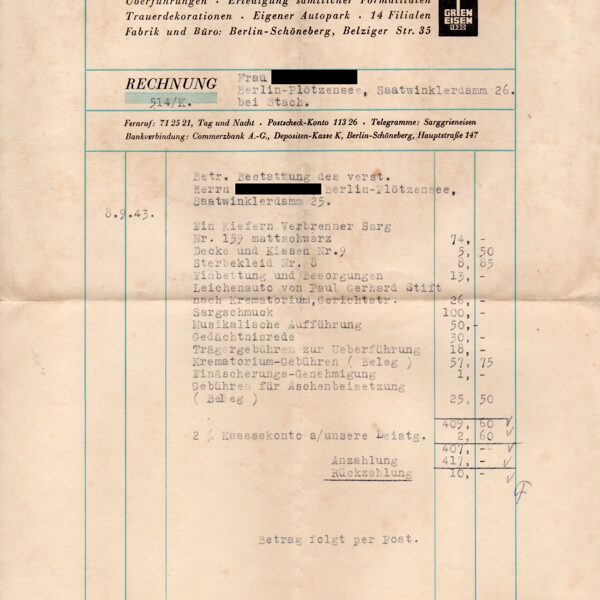 Überführungen · Erledigung sämtlicher Formalitäten
Trauerdekorationen · Eigener Autopark · 14 Filialen
Fabrik und Büro: Berlin-Schöneberg, Belziger Str. 35
GRIEN
EISEN
1830
RECHNUNG
514/K.
Frau
Berlin-Plötzensee, Saatwinklerdamm 26.
bei Stach.
Fernruf: 71 25 21, Tag und Nacht · Postscheck-Konto 113 26 · Telegramme: Sarggrieneisen
Bankverbindung: Commerzbank A.-G., Depositen-Kasse K, Berlin-Schöneberg, Hauptstraße 147
Betr. Bestattung des verst.
Herrn Berlin-Plötzensee,
Saatwinklerdamm 25.
8.9.43.
Ein Kiefern Verbrenner Sarg
Nr. 159 mattschwarz 74, -
Decke und Kissen Nr.9 5, 50
Sterbekleid Nr. 8 8, 85
Einbettung und Besorgungen 13, -
Leichenauto von Paul Gerhard Stift
nach Krematorium,Gerichtstr. 26, -
Sargschmuck 100, -
Musikalische Aufführung 50,-
Gedächtnisrede 30, -
Trägergebühren zur Ueberführung 18, -
Krematorium-Gebühren ( Beleg ) 57, 75
Einäscherungs-Genehmigung 1, -
Gebühren für Aschenbeisetzung
( Beleg ) 25, 50
409, 60
2 % Kassaskonto a/unsere Leistg. 2, 60
407, --
Anzahlung 417, -
Rückzahlung 10, -
Betrag folgt per Post.